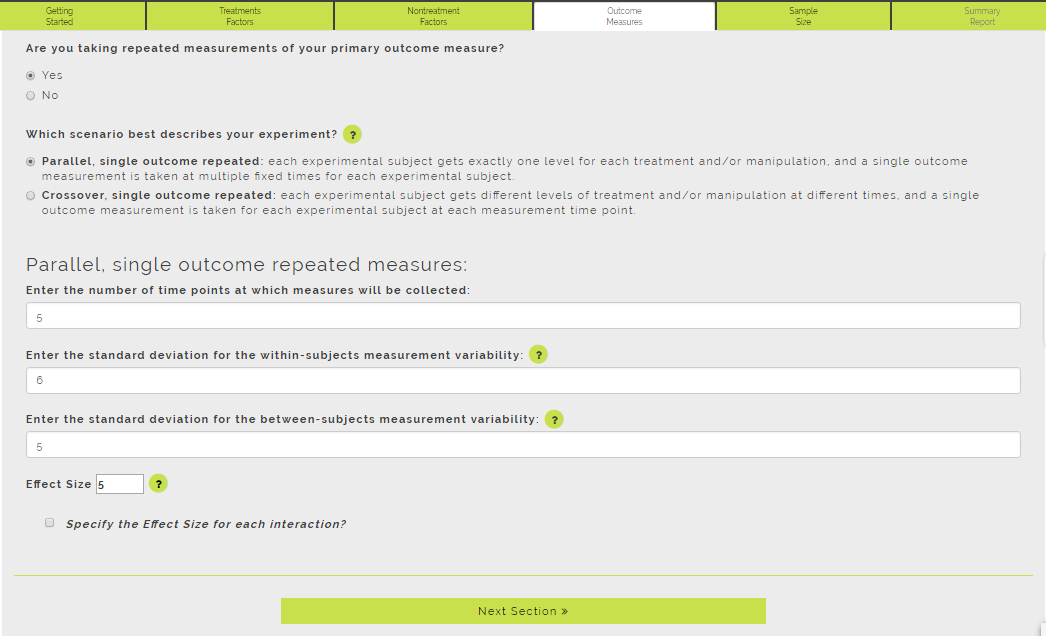 Getting
Started
Treatments
Factors
Nontreatment
Factors
Outcome
Measures
Sample
Size
Summary
Report
Are you taking repeated measurements of your primary outcome measure?
Yes
No
Which scenario best describes your experiment? ?
Parallel, single outcome repeated: each experimental subject gets exactly one level for each treatment and/or manipulation, and a single outcome
measurement is taken at multiple fixed times for each experimental subject.
Crossover, single outcome repeated: each experimental subject gets different levels of treatment and/or manipulation at different times, and a single
outcome measurement is taken for each experimental subject at each measurement time point.
Parallel, single outcome repeated measures:
Enter the number of time points at which measures will be collected:
5
Enter the standard deviation for the within-subjects measurement variability: ?
6
Enter the standard deviation for the between-subjects measurement variability: ?
5
Effect Size 5 ?
Specify the Effect Size for each interaction?
Next Section »